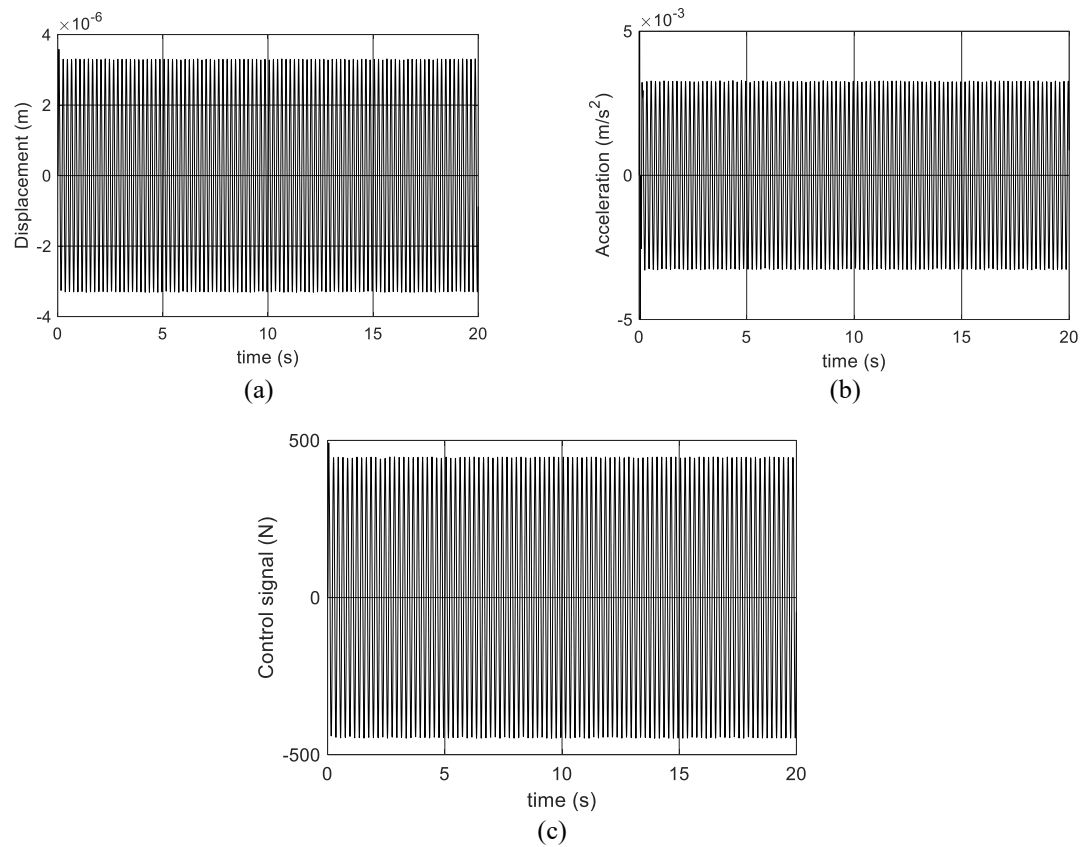 ×10^-6
4
2
0
-2
-4
Displacement (m)
0 5 10 15 20
time (s)
(a)
×10^-3
5
0
-5
Acceleration (m/s^2)
0 5 10 15 20
time (s)
(b)
500
0
-500
Control signal (N)
0 5 10 15 20
time (s)
(c)